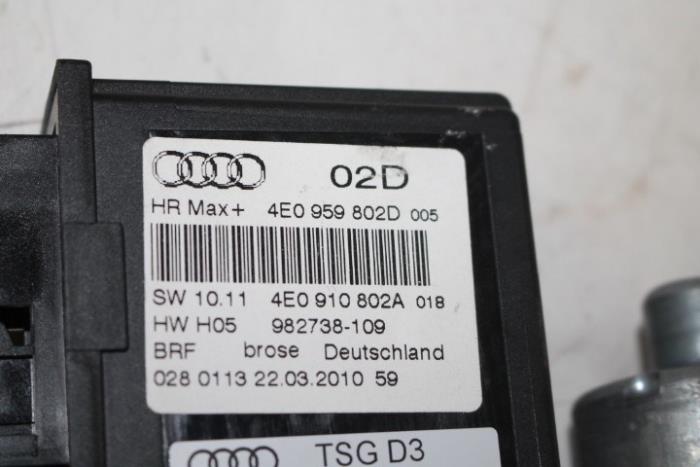 02D
HR Max+ 4E0 959 802D 005
SW 10.11 4E0 910 802A 018
HW H05 982738-109
BRF brose Deutschland
028 0113 22.03.2010 59
TSG D3